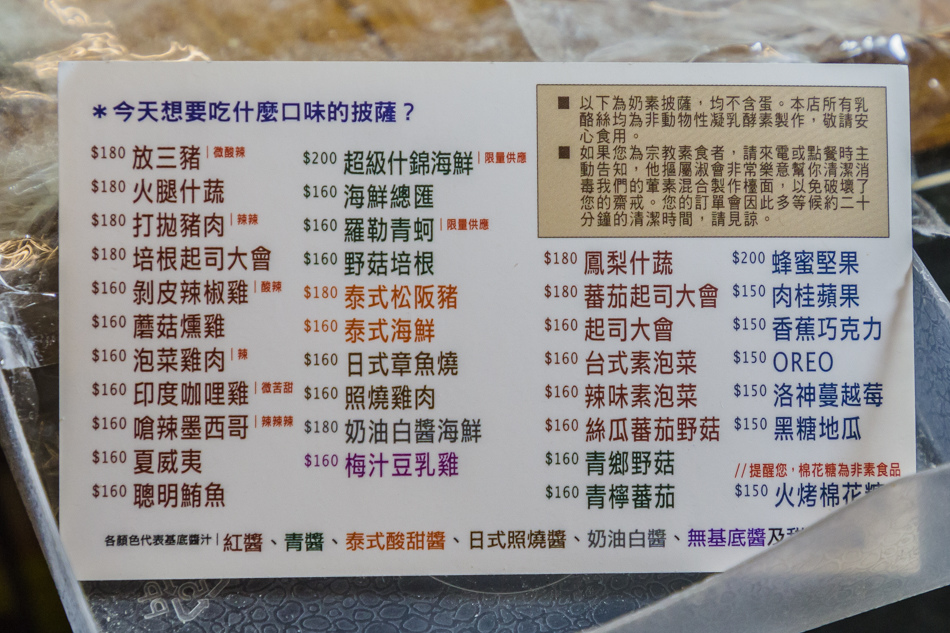 ＊今天想要吃什麼口味的披薩？
$180 放三豬｜微酸辣
$180 火腿什蔬
$180 打拋豬肉｜辣辣
$180 培根起司大會
$160 剝皮辣椒雞｜酸辣
$160 蘑菇燻雞
$160 泡菜雞肉｜辣
$160 印度咖哩雞｜微苦甜
$160 嗆辣墨西哥｜辣辣辣
$160 夏威夷
$160 聰明鮪魚
$200 超級什錦海鮮｜限量供應
$160 海鮮總匯
$160 羅勒青蚵｜限量供應
$160 野菇培根
$180 泰式松阪豬
$160 泰式海鮮
$160 日式章魚燒
$160 照燒雞肉
$180 奶油白醬海鮮
$160 梅汁豆乳雞
■ 以下為奶素披薩，均不含蛋。本店所有乳
酪絲均為非動物性凝乳酵素製作，敬請安
心食用。
■ 如果您為宗教素食者，請來電或點餐時主
動告知，他摳屬淑會非常樂意幫你清潔消
毒我們的葷素混合製作檯面，以免破壞了
您的齋戒。您的訂單會因此多等候約二十
分鐘的清潔時間，請見諒。
$180 鳳梨什蔬
$180 蕃茄起司大會
$160 起司大會
$160 台式素泡菜
$160 辣味素泡菜
$160 絲瓜蕃茄野菇
$160 青鄉野菇
$160 青檸蕃茄
$200 蜂蜜堅果
$150 肉桂蘋果
$150 香蕉巧克力
$150 OREO
$150 洛神蔓越莓
$150 黑糖地瓜
//提醒您，棉花糖為非素食品
$150 火烤棉花糖
各顏色代表基底醬汁｜紅醬、青醬、泰式酸甜醬、日式照燒醬、奶油白醬、無基底醬及